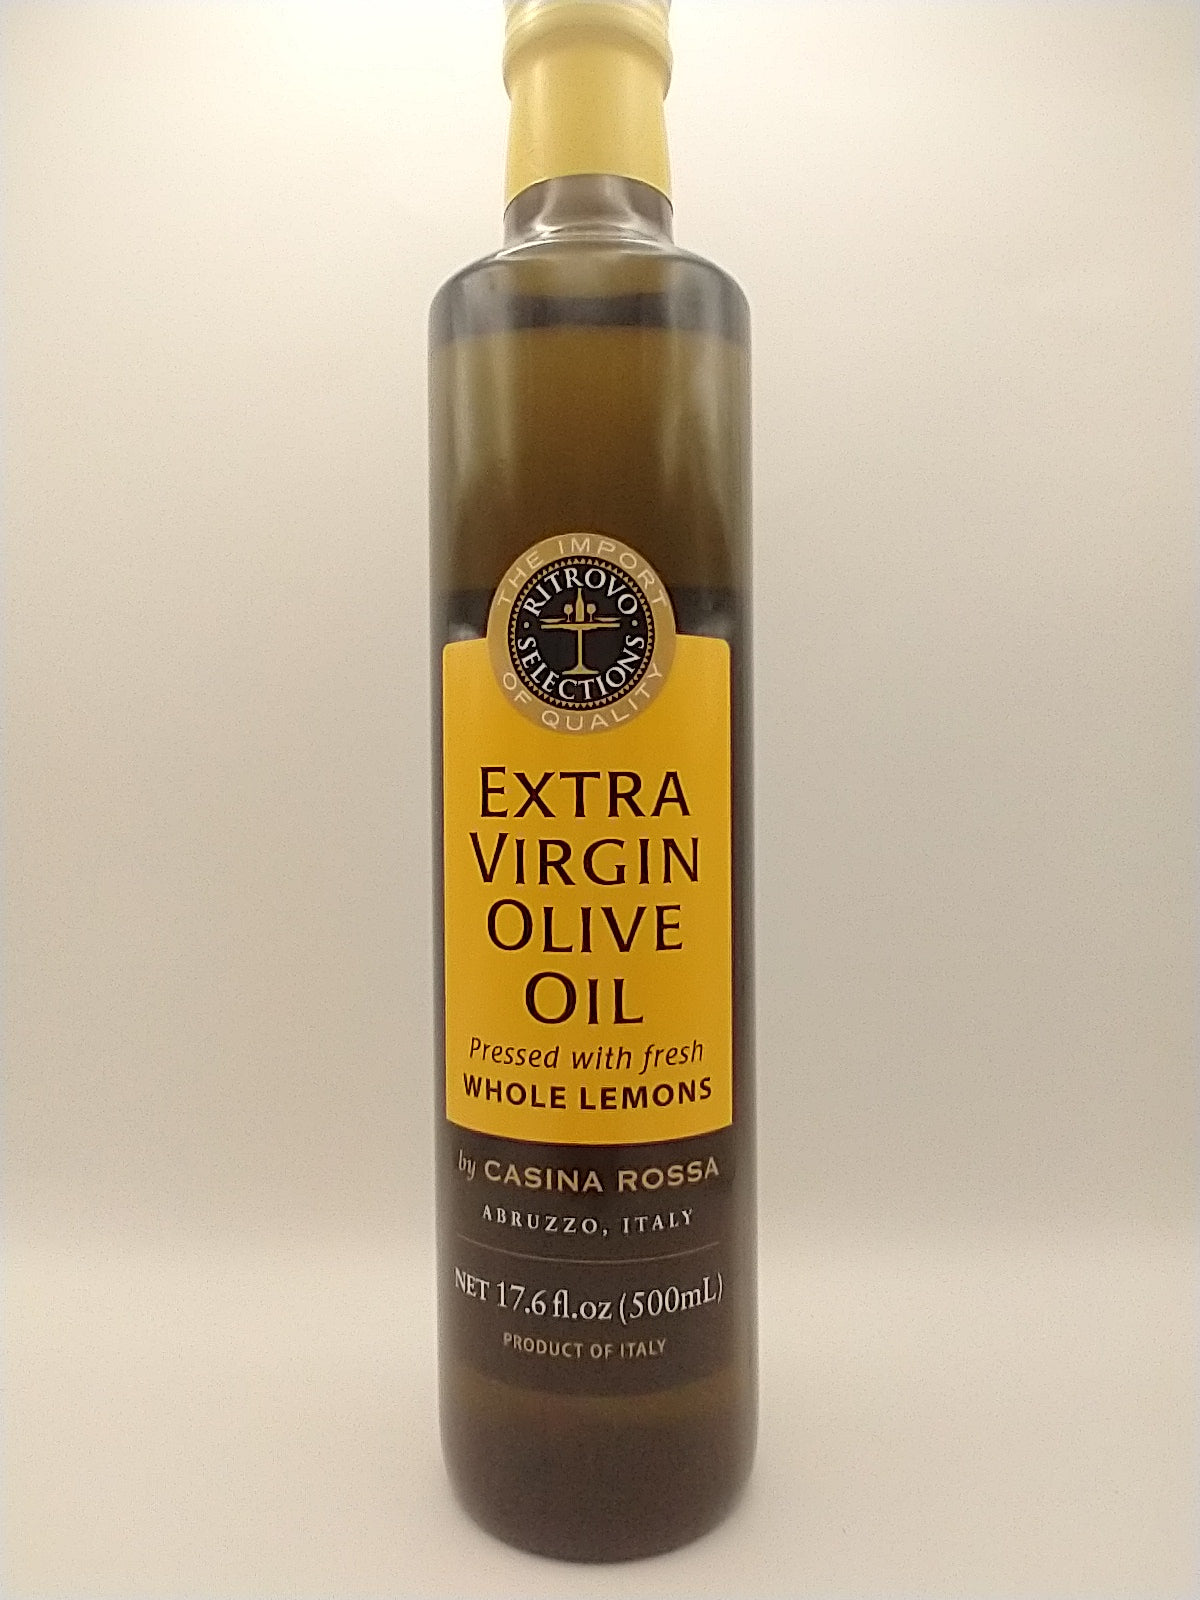 THE IMPORT
RITROVO
SELECTIONS
OF QUALITY
EXTRA
VIRGIN
OLIVE
OIL
Pressed with fresh
WHOLE LEMONS
by CASINA ROSSA
ABRUZZO, ITALY
NET 17.6 fl.oz (500mL)
PRODUCT OF ITALY